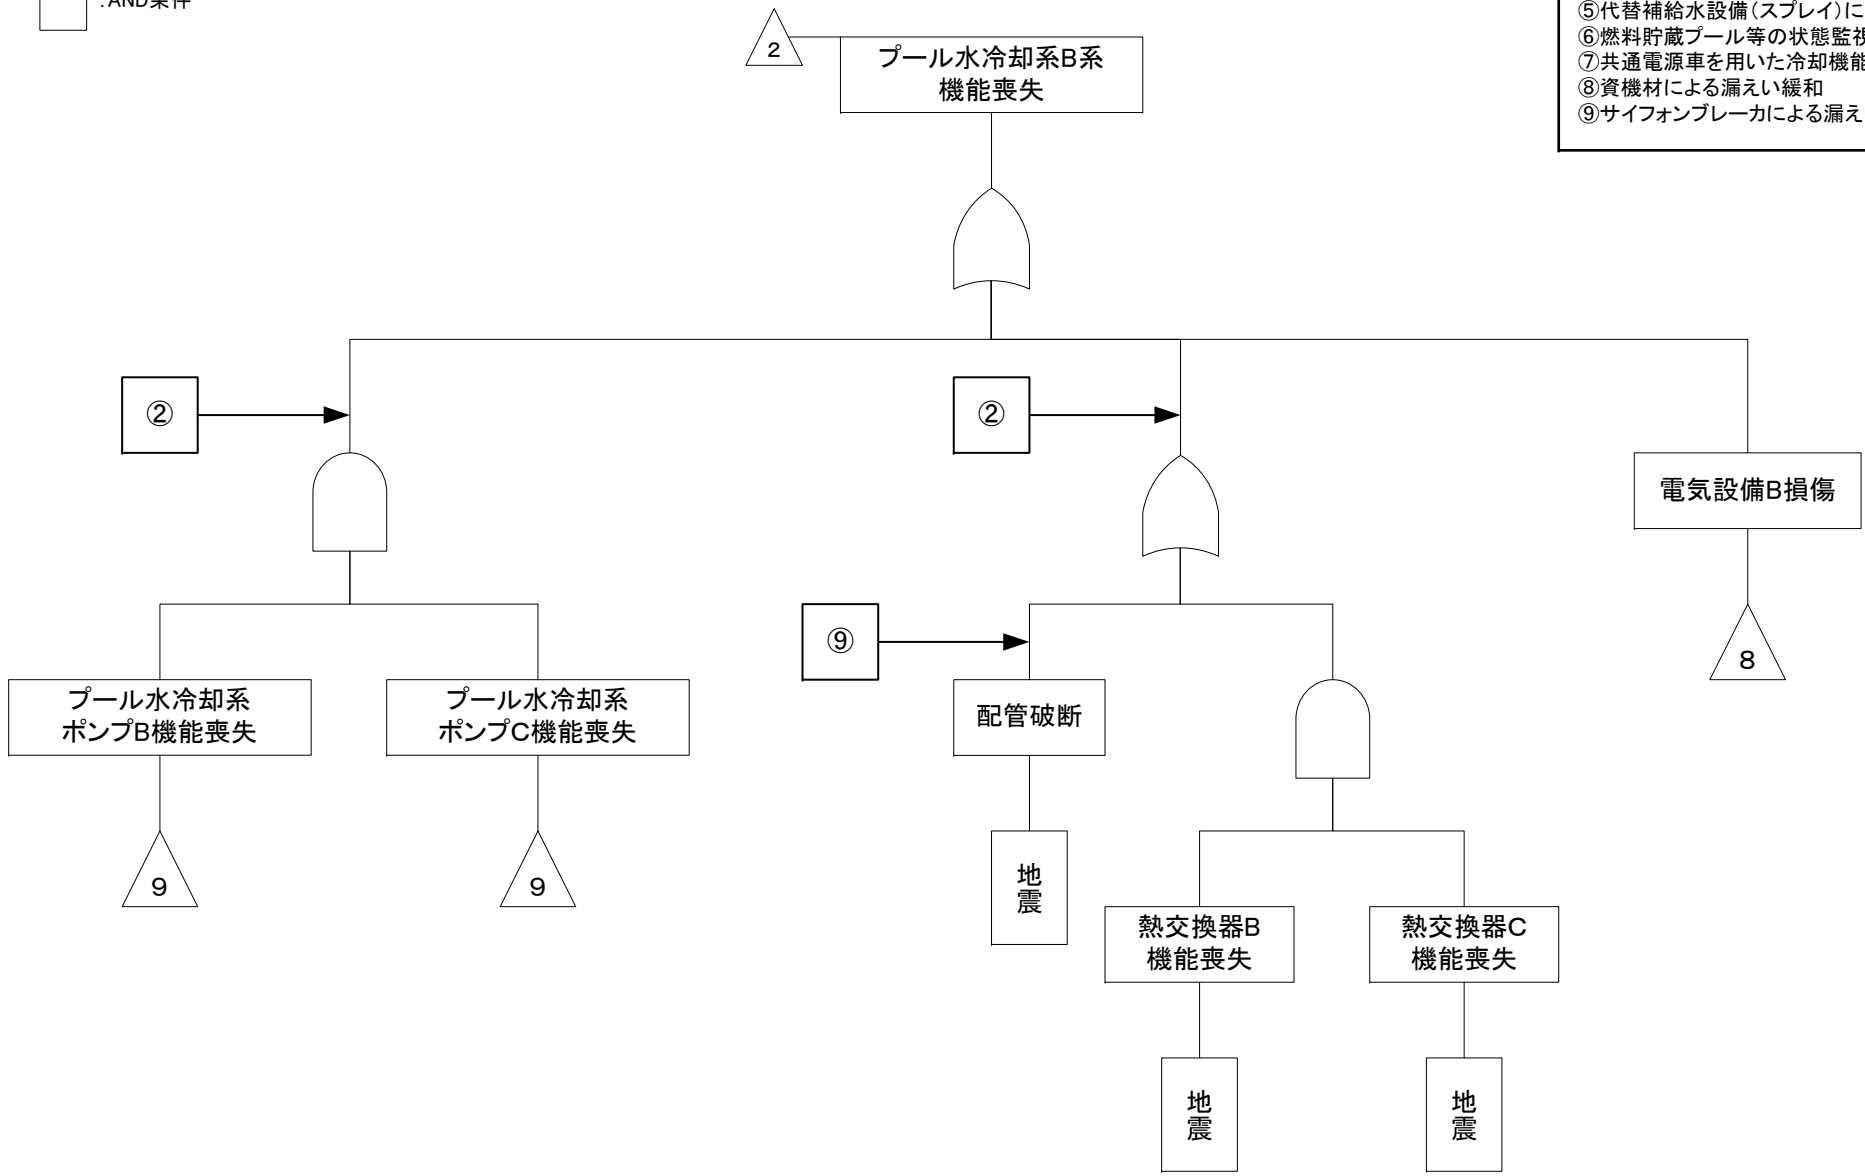 :AND条件
⑤代替補給水設備(スプレイ)に
⑥燃料貯蔵プール等の状態監視
⑦共通電源車を用いた冷却機能
⑧資機材による漏えい緩和
⑨サイフォンブレーカによる漏え
2
プール水冷却系B系
機能喪失
②
②
電気設備B損傷
⑨
8
プール水冷却系
ポンプB機能喪失
プール水冷却系
ポンプC機能喪失
配管破断
9
9
地
震
熱交換器B
機能喪失
熱交換器C
機能喪失
地
震
地
震